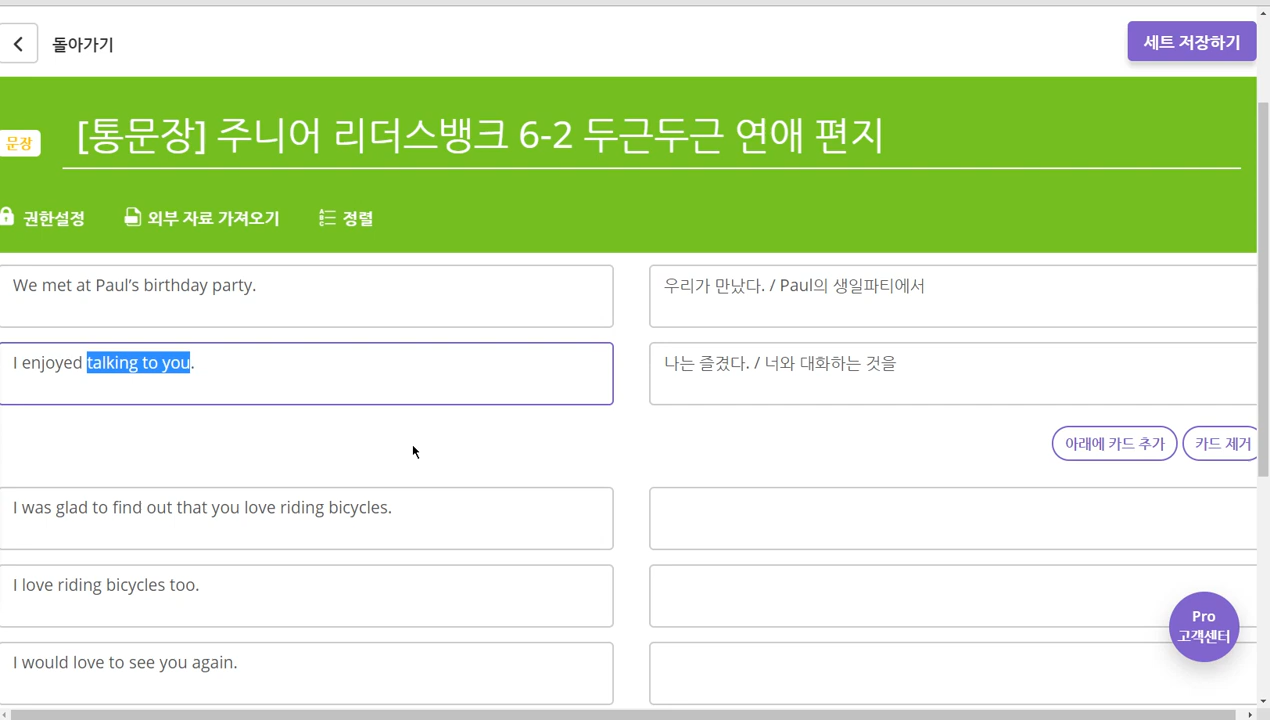 돌아가기
세트 저장하기
문장
[통문장] 주니어 리더스뱅크 6-2 두근두근 연애 편지
권한설정
외부 자료 가져오기
정렬
We met at Paul’s birthday party.
우리가 만났다. / Paul의 생일파티에서
I enjoyed talking to you.
나는 즐겼다. / 너와 대화하는 것을
아래에 카드 추가
카드 제거
I was glad to find out that you love riding bicycles.
I love riding bicycles too.
Pro
고객센터
I would love to see you again.